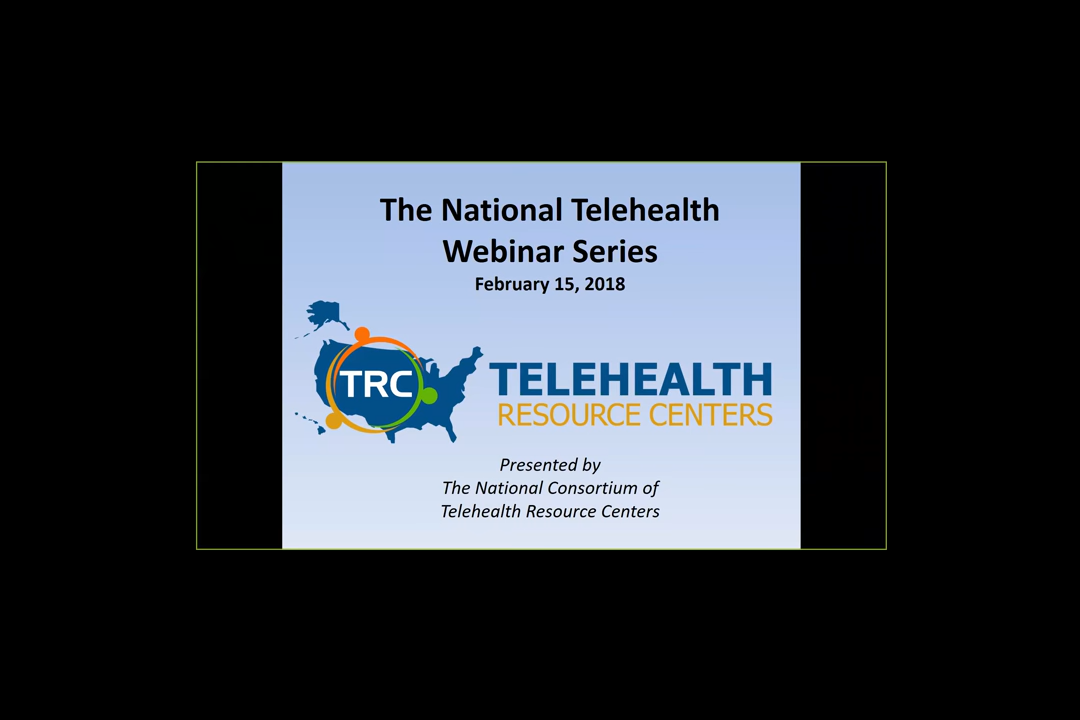 The National Telehealth
Webinar Series
February 15, 2018
TRC
TELEHEALTH
RESOURCE CENTERS
Presented by
The National Consortium of
Telehealth Resource Centers